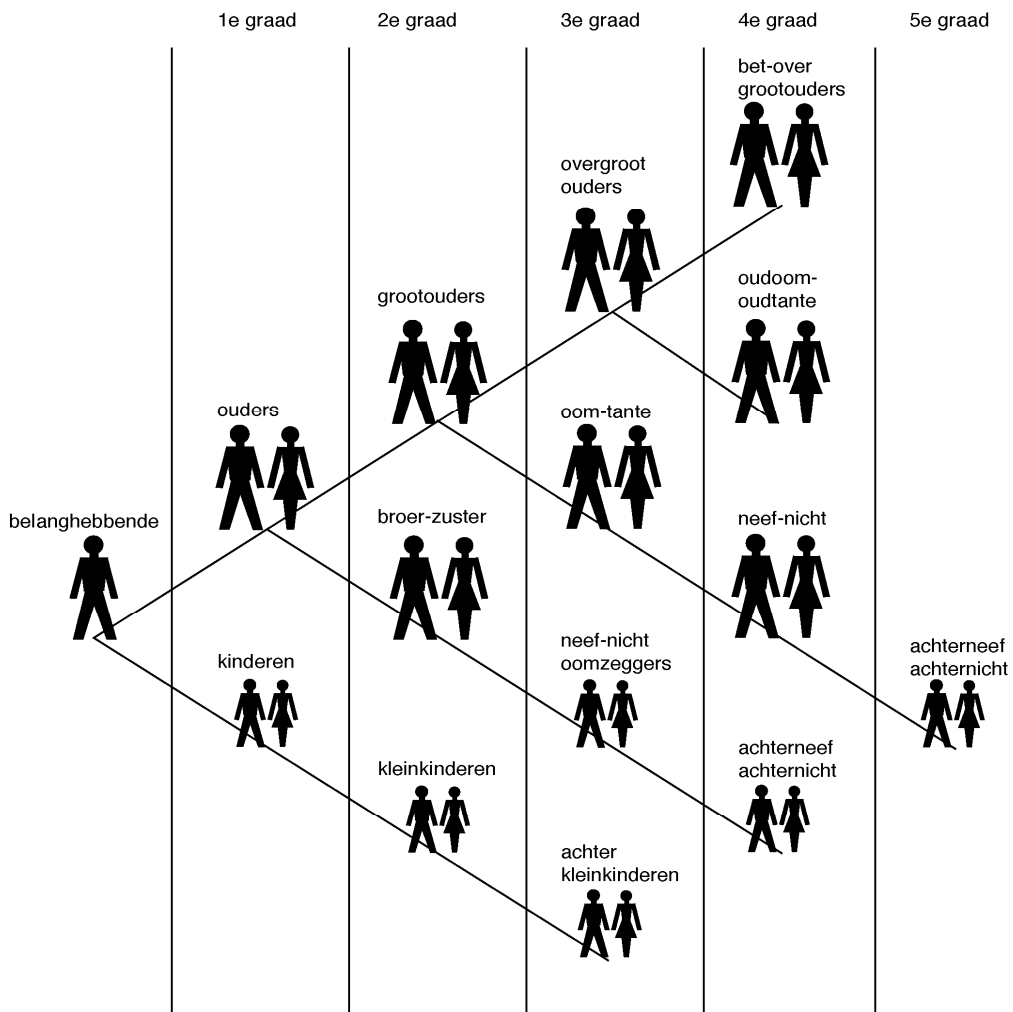 1e graad
2e graad
3e graad
4e graad
5e graad
bet-over
grootouders
overgroot
ouders
oudoom-
oudtante
grootouders
ouders
oom-tante
belanghebbende
broer-zuster
neef-nicht
kinderen
neef-nicht
oomzeggers
achterneef
achternicht
kleinkinderen
achterneef
achternicht
achter
kleinkinderen